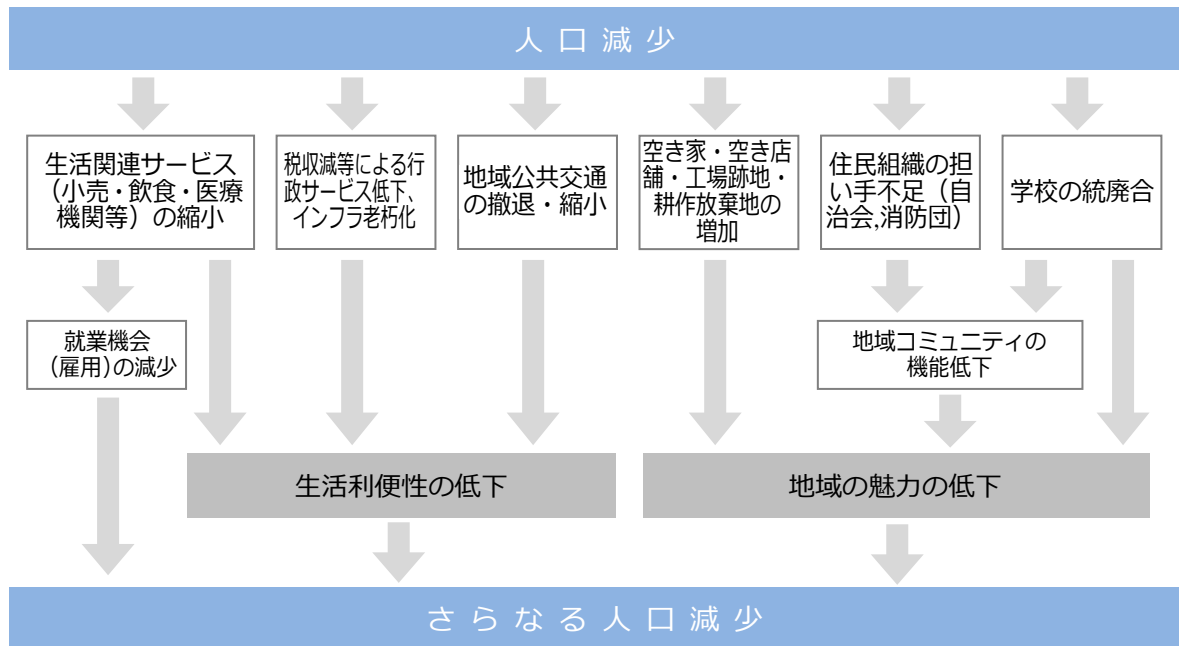 人口減少
生活関連サービス
（小売・飲食・医療
機関等）の縮小
税収減等による行
政サービス低下、
インフラ老朽化
地域公共交通
の撤退・縮小
空き家・空き店
舗・工場跡地・
耕作放棄地の
増加
住民組織の担
い手不足（自
治会,消防団）
学校の統廃合
就業機会
（雇用）の減少
地域コミュニティの
機能低下
生活利便性の低下
地域の魅力の低下
さらなる人口減少